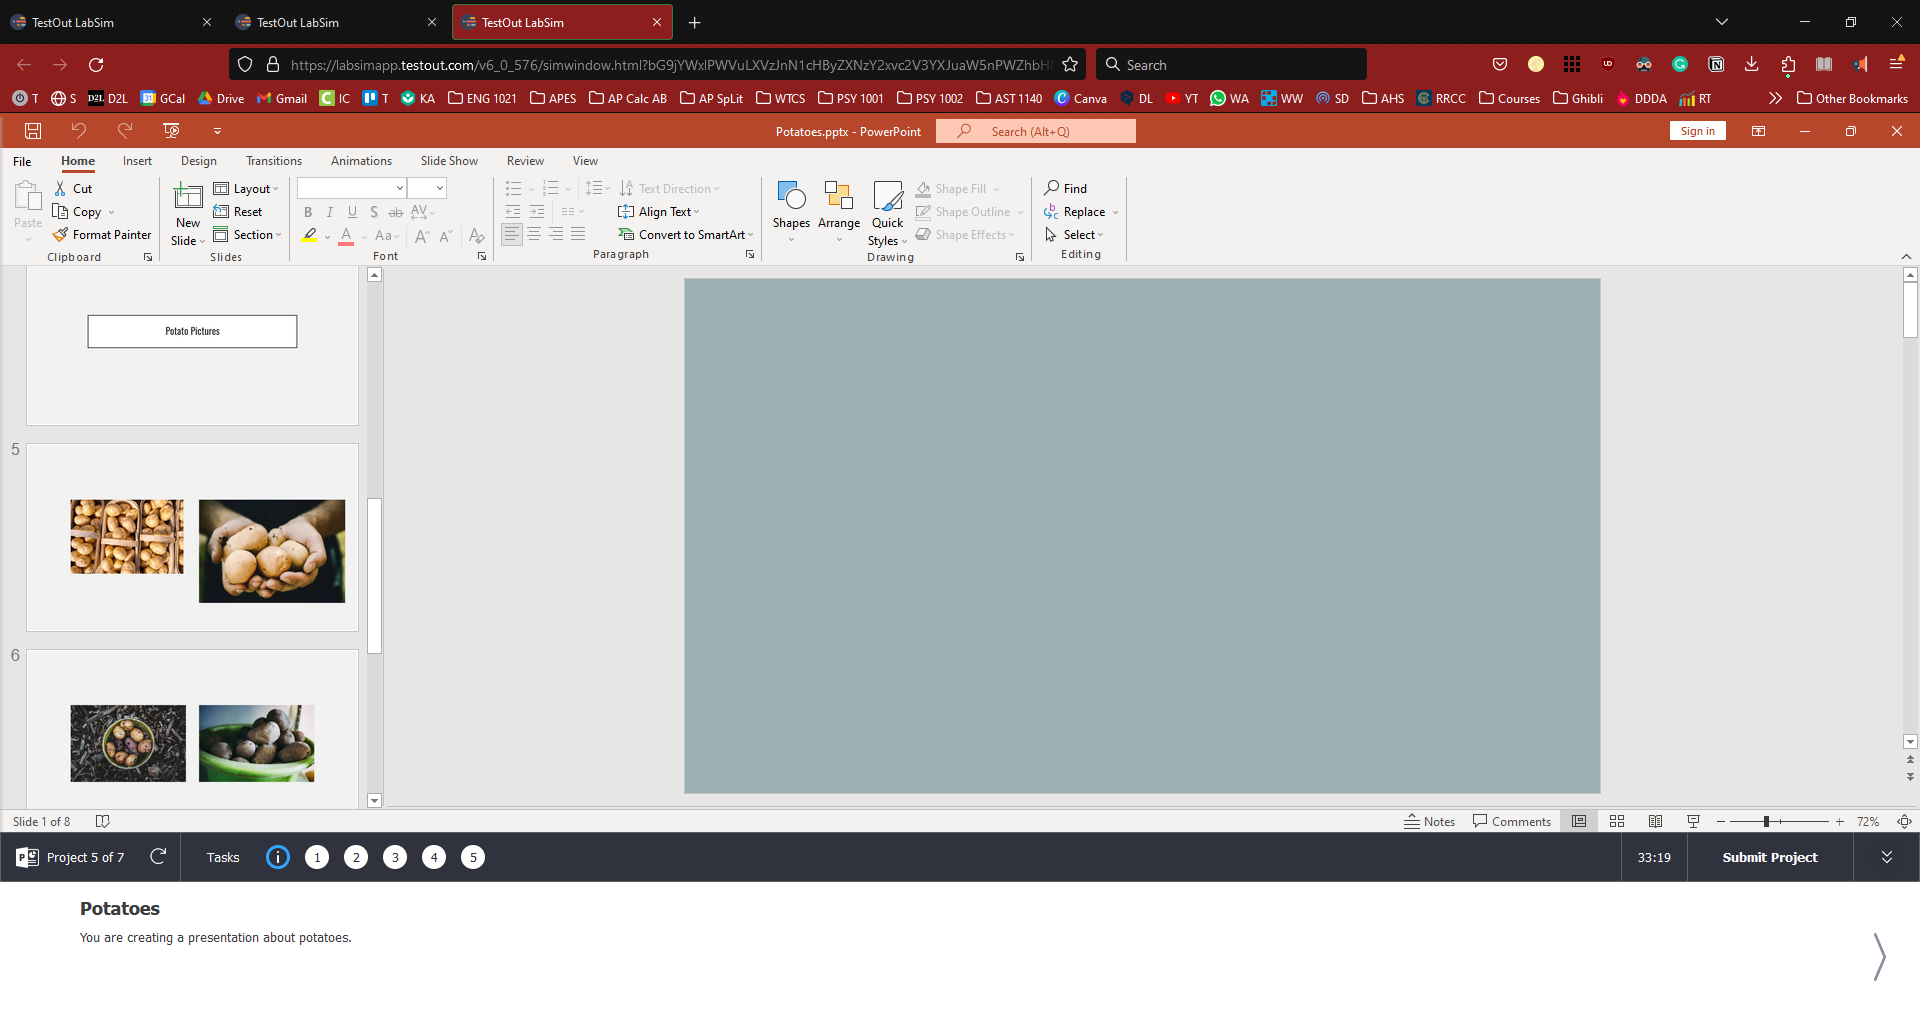 TestOut LabSim
TestOut LabSim
TestOut LabSim
https://labsimapp.testout.com/v6_0_576/simwindow.html?bG9jYWxlPWVuLXVzJnN1cHByZXNzY2xvc2V3YXJuaW5nPWZhbHN
Search
T
S
D2L D2L
31 GCal
Drive
Gmail
IC
T
KA
ENG 1021
APES
AP Calc AB
AP SpLit
WTCS
PSY 1001
PSY 1002
AST 1140
Canva
DL
YT
WA
WW
SD
AHS
RRCC
Courses
Ghibli
DDDA
RT
Other Bookmarks
Potatoes.pptx - PowerPoint
Search (Alt+Q)
Sign in
File
Home
Insert
Design
Transitions
Animations
Slide Show
Review
View
Paste
Cut
Copy
Format Painter
Clipboard
New
Slide
Layout
Reset
Section
Slides
B I U S ab AV
A Aa A A A
Font
Text Direction
Align Text
Convert to SmartArt
Paragraph
Shapes
Arrange
Quick
Styles
Shape Fill
Shape Outline
Shape Effects
Drawing
Find
Replace
Select
Editing
Potato Pictures
5
6
Slide 1 of 8
Notes
Comments
72%
Project 5 of 7
Tasks
i
1
2
3
4
5
33:19
Submit Project
Potatoes
You are creating a presentation about potatoes.